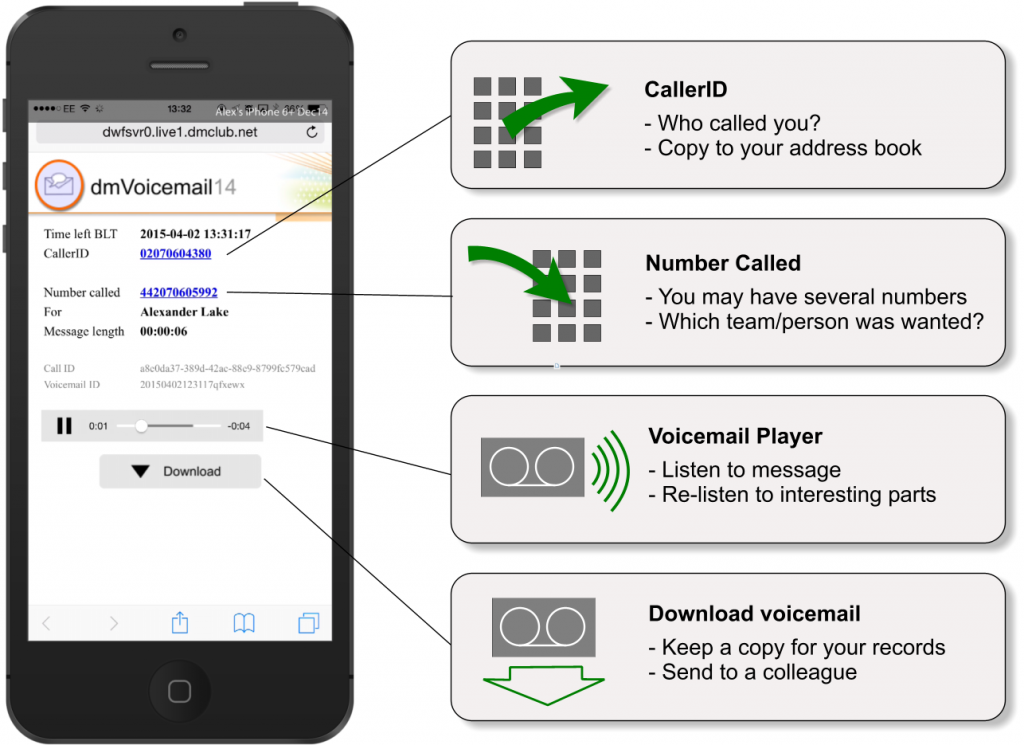 EE 13:32
Alex's iPhone 6+ Dec14
dwfsvr0.live1.dmclub.net
dmVoicemail14
Time left BLT 2015-04-02 13:31:17
CallerID 02070604380
Number called 442070605992
For Alexander Lake
Message length 00:00:06
Call ID a8c0da37-389d-42ac-88c9-8799fc579cad
Voicemail ID 20150402123117qfxewx
0:01 -0:04
Download
CallerID
- Who called you?
- Copy to your address book
Number Called
- You may have several numbers
- Which team/person was wanted?
Voicemail Player
- Listen to message
- Re-listen to interesting parts
Download voicemail
- Keep a copy for your records
- Send to a colleague